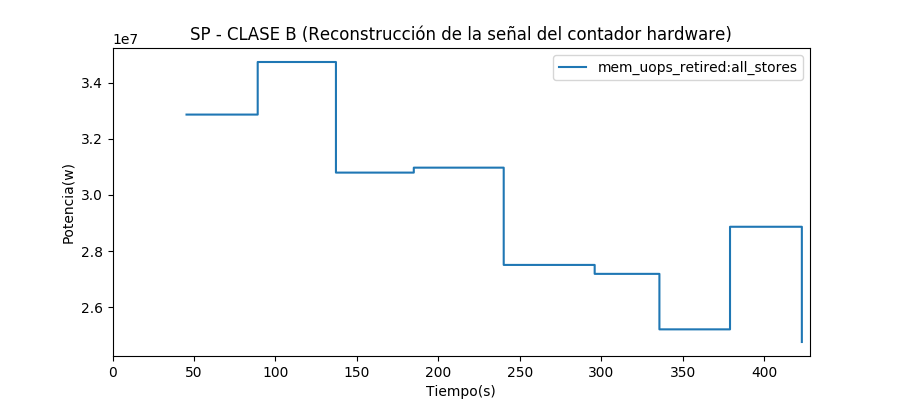 SP - CLASE B (Reconstrucción de la señal del contador hardware)
1e7
mem_uops_retired:all_stores
3.4
3.2
3.0
2.8
2.6
Potencia(w)
0 50 100 150 200 250 300 350 400
Tiempo(s)